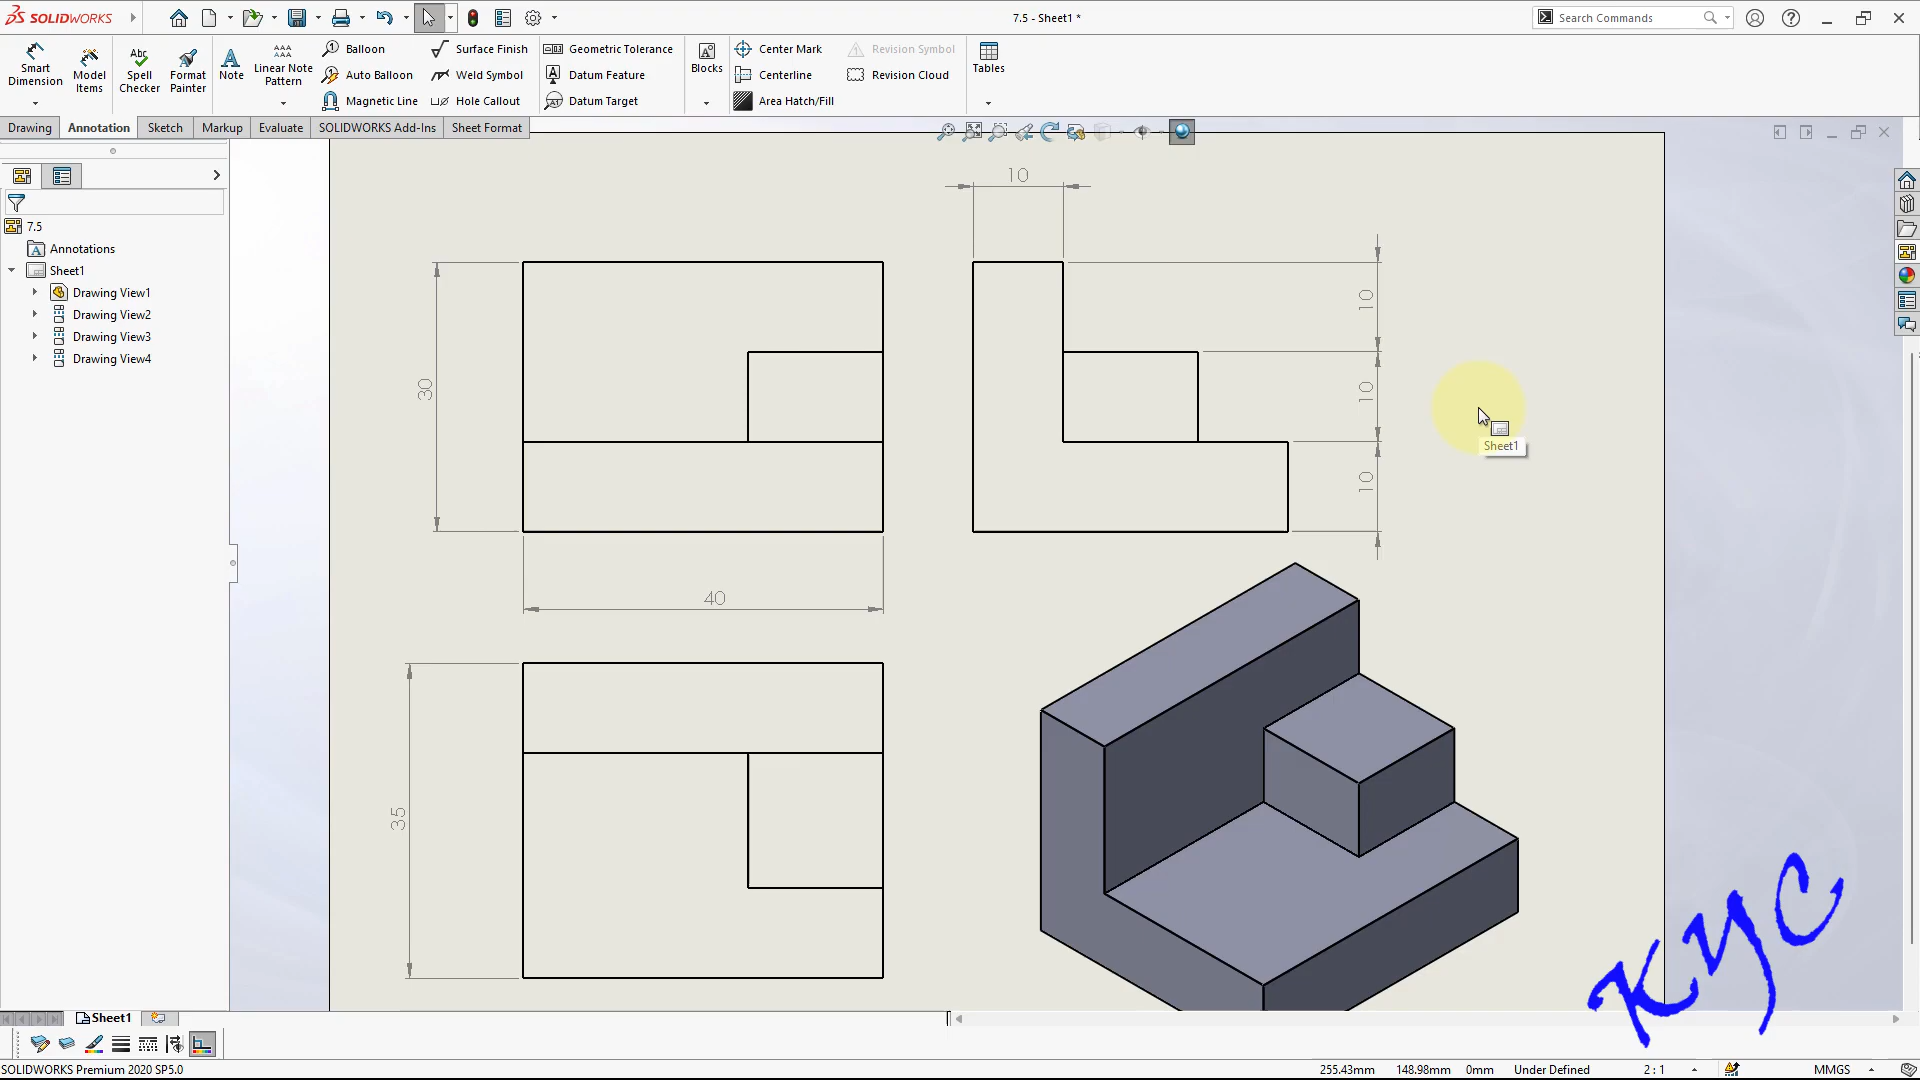 SOLIDWORKS
7.5 - Sheet1 *
Search Commands
Smart Dimension
Model Items
Spell Checker
Format Painter
Note
Linear Note Pattern
Balloon
Auto Balloon
Magnetic Line
Surface Finish
Weld Symbol
Hole Callout
Geometric Tolerance
Datum Feature
Datum Target
Blocks
Center Mark
Centerline
Area Hatch/Fill
Revision Symbol
Revision Cloud
Tables
Drawing
Annotation
Sketch
Markup
Evaluate
SOLIDWORKS Add-Ins
Sheet Format
7.5
Annotations
Sheet1
Drawing View1
Drawing View2
Drawing View3
Drawing View4
10
30
10
10
10
40
35
Sheet1
KYC
Sheet1
SOLIDWORKS Premium 2020 SP5.0
255.43mm
148.98mm
0mm
Under Defined
2 : 1
MMGS